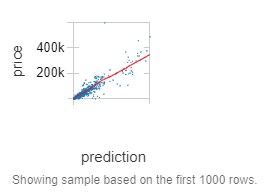 price
400k
200k
prediction
Showing sample based on the first 1000 rows.